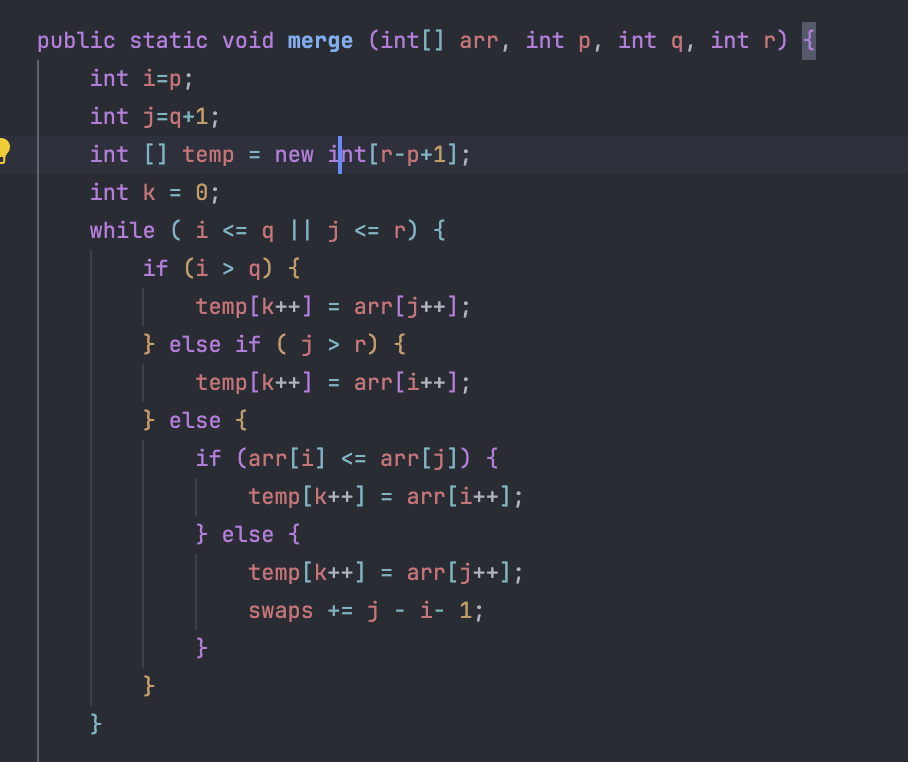 public static void merge (int[] arr, int p, int q, int r) {
int i=p;
int j=q+1;
int [] temp = new int[r-p+1];
int k = 0;
while ( i <= q || j <= r) {
if (i > q) {
temp[k++] = arr[j++];
} else if ( j > r) {
temp[k++] = arr[i++];
} else {
if (arr[i] <= arr[j]) {
temp[k++] = arr[i++];
} else {
temp[k++] = arr[j++];
swaps += j - i- 1;
}
}
}